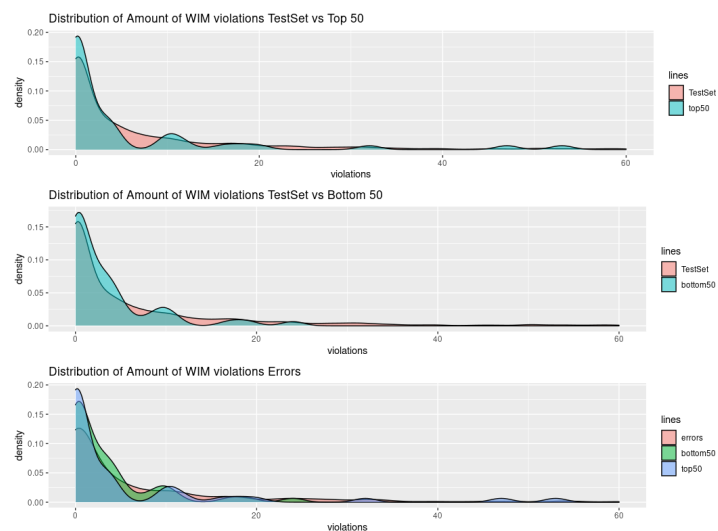 Distribution of Amount of WIM violations TestSet vs Top 50
0.20
0.15
0.10
0.05
0.00
density
0 20 40 60
violations
lines
TestSet
top50
Distribution of Amount of WIM violations TestSet vs Bottom 50
0.15
0.10
0.05
0.00
density
0 20 40 60
violations
lines
TestSet
bottom50
Distribution of Amount of WIM violations Errors
0.20
0.15
0.10
0.05
0.00
density
0 20 40 60
violations
lines
errors
bottom50
top50